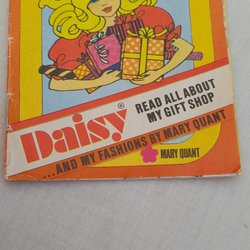 Daisy®
READ ALL ABOUT
MY GIFT SHOP
...AND MY FASHIONS BY MARY QUANT
MARY QUANT